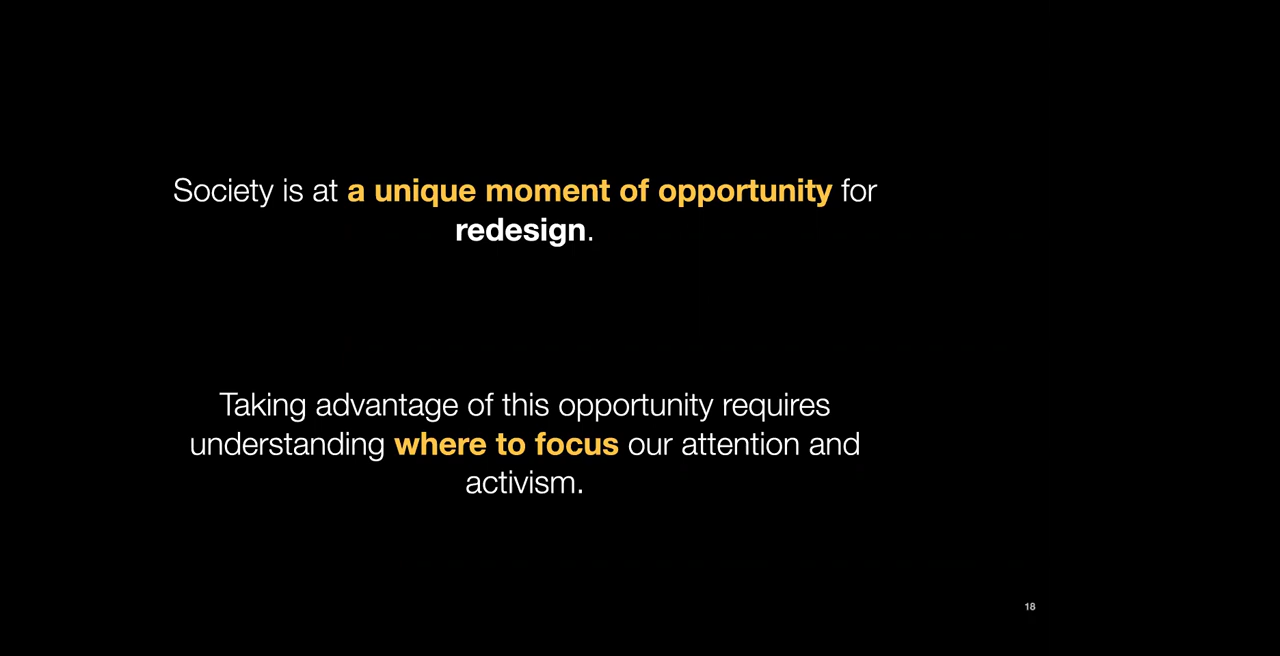 Society is at a unique moment of opportunity for
redesign.
Taking advantage of this opportunity requires
understanding where to focus our attention and
activism.
18